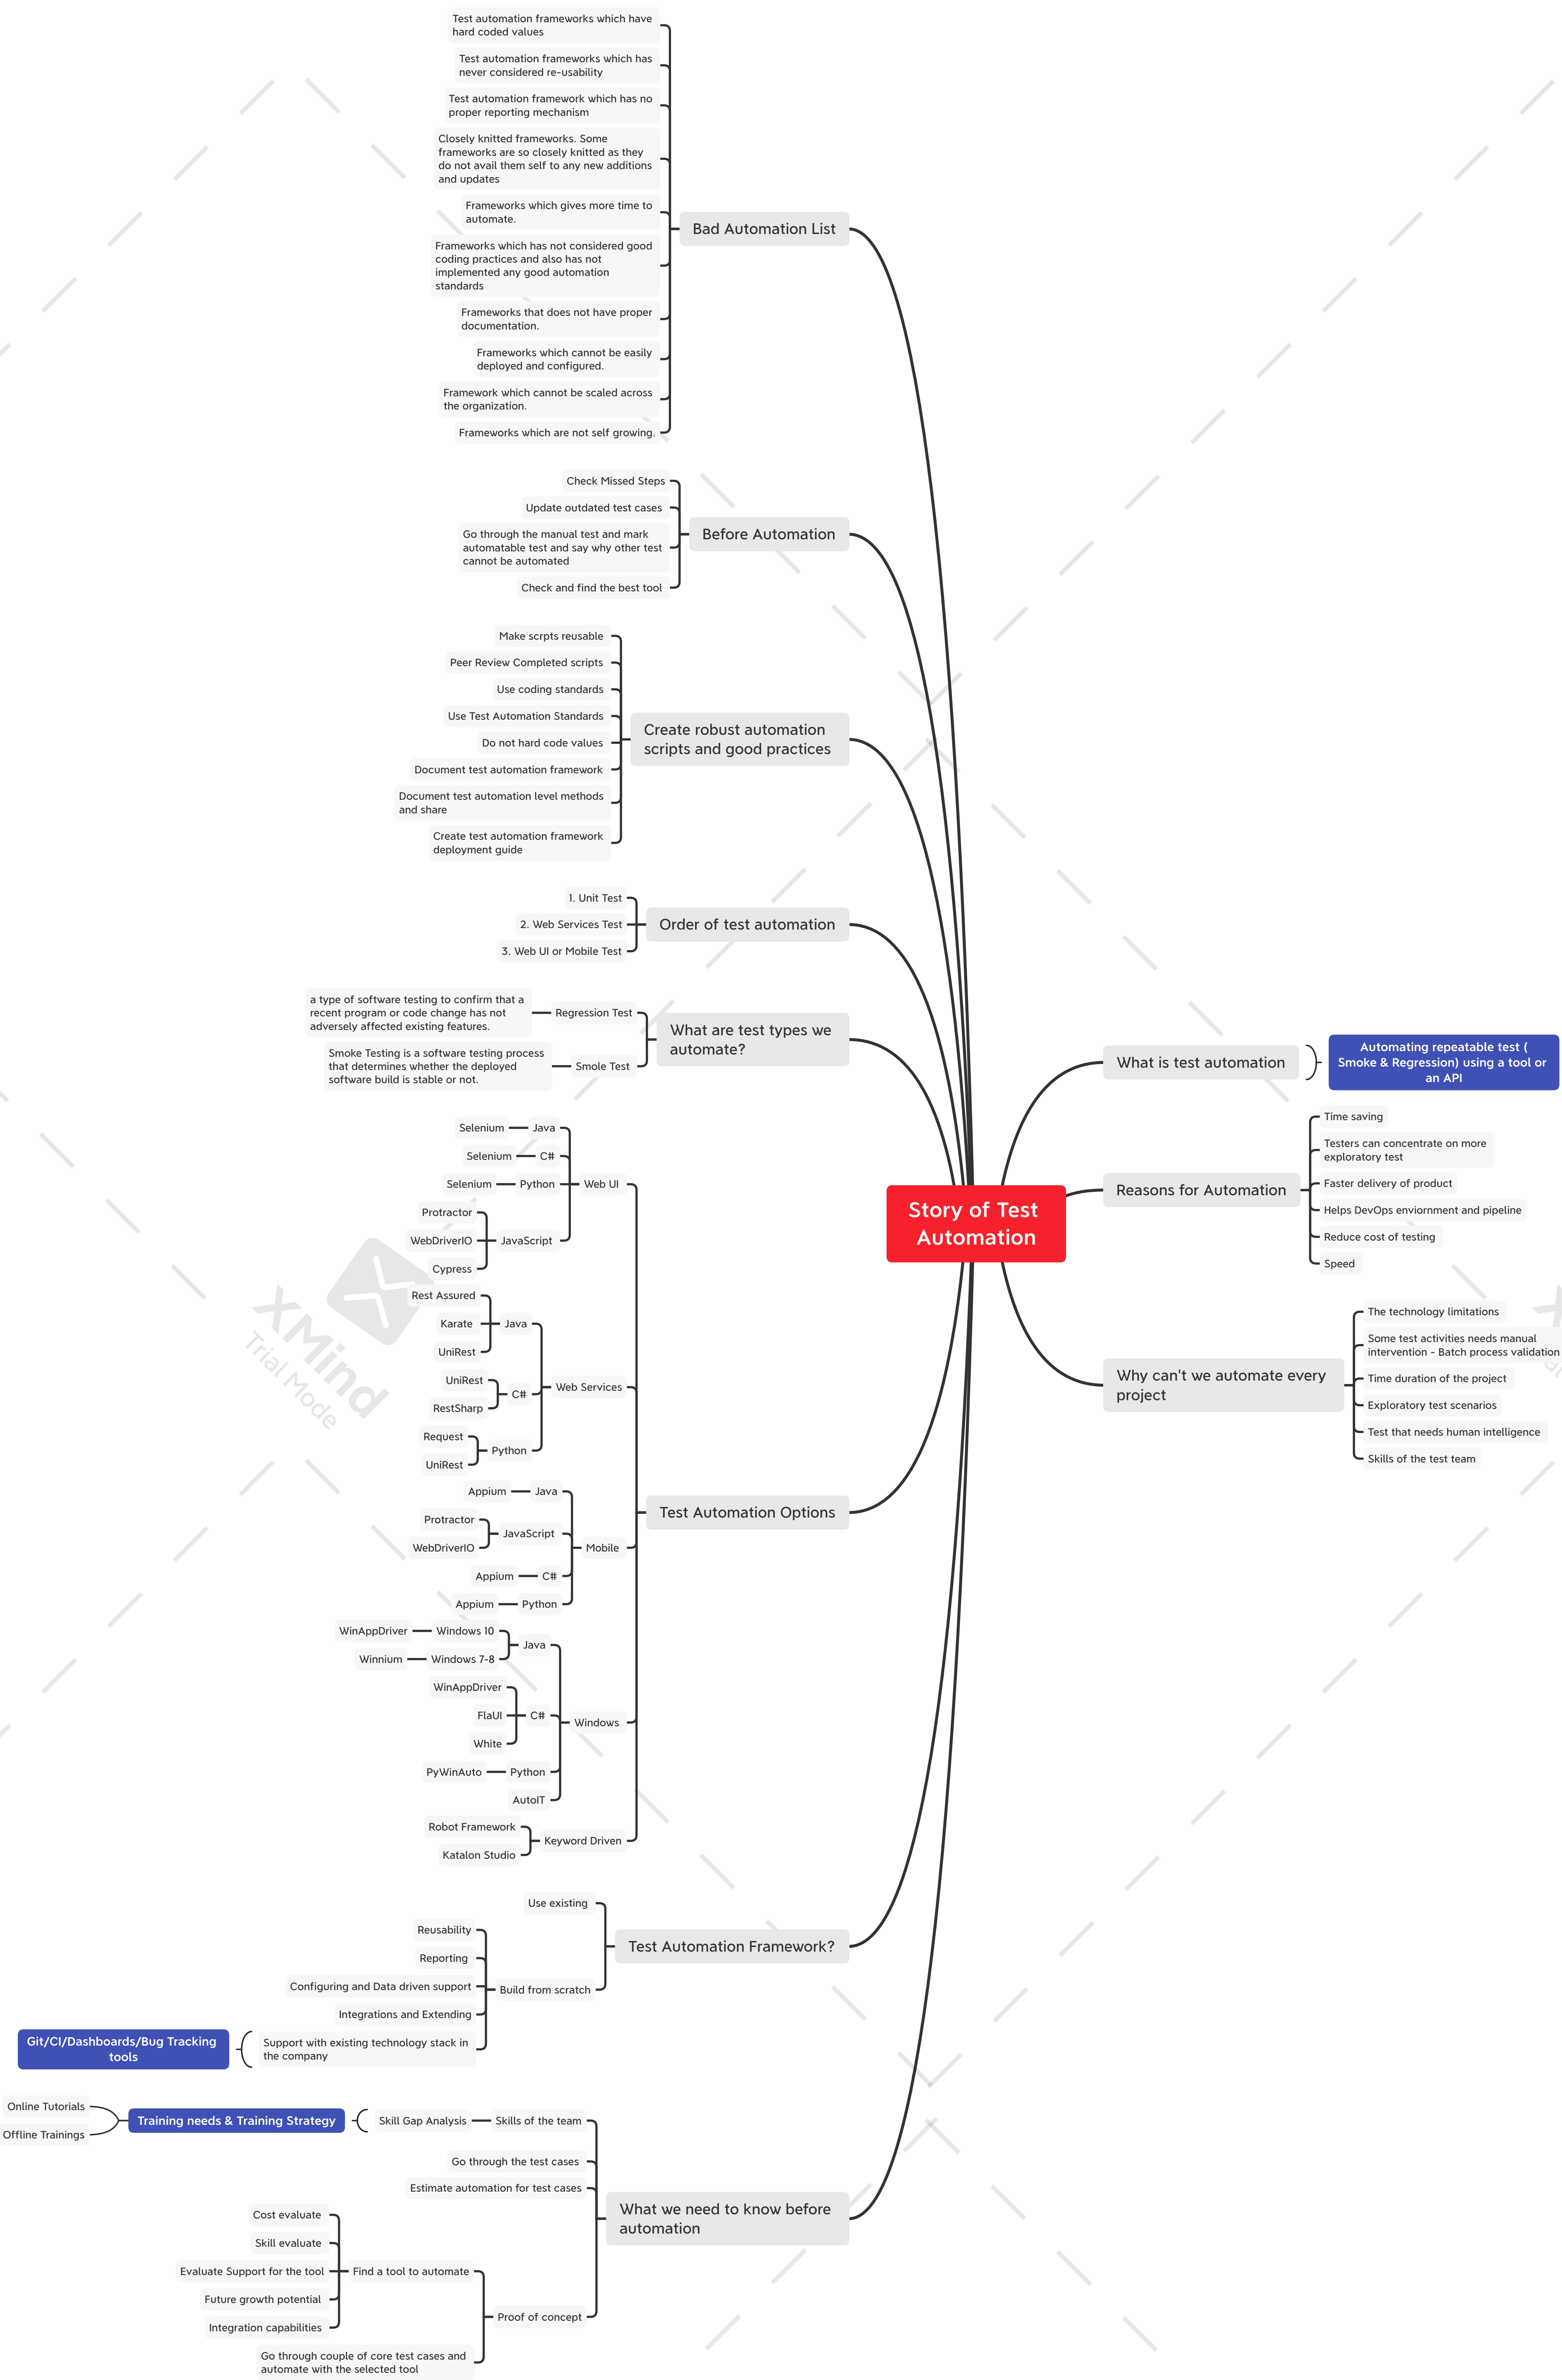 Test automation frameworks which have
hard coded values
Test automation frameworks which has
never considered re-usability
Test automation framework which has no
proper reporting mechanism
Closely knitted frameworks. Some
frameworks are so closely knitted as they
do not avail them self to any new additions
and updates
Frameworks which gives more time to
automate.
Frameworks which has not considered good
coding practices and also has not
implemented any good automation
standards
Frameworks that does not have proper
documentation.
Frameworks which cannot be easily
deployed and configured.
Framework which cannot be scaled across
the organization.
Frameworks which are not self growing.
Bad Automation List
Check Missed Steps
Update outdated test cases
Go through the manual test and mark
automatable test and say why other test
cannot be automated
Check and find the best tool
Before Automation
Make scrpts reusable
Peer Review Completed scripts
Use coding standards
Use Test Automation Standards
Do not hard code values
Document test automation framework
Document test automation level methods
and share
Create test automation framework
deployment guide
Create robust automation
scripts and good practices
1. Unit Test
2. Web Services Test
3. Web UI or Mobile Test
Order of test automation
a type of software testing to confirm that a
recent program or code change has not
adversely affected existing features.
Regression Test
Smoke Testing is a software testing process
that determines whether the deployed
software build is stable or not.
Smole Test
What are test types we
automate?
Selenium
Java
Selenium
C#
Selenium
Python
Protractor
WebDriverIO
Cypress
JavaScript
Web UI
Rest Assured
Karate
UniRest
Java
UniRest
RestSharp
C#
Request
UniRest
Python
Web Services
Appium
Java
Protractor
WebDriverIO
JavaScript
Appium
C#
Appium
Python
Mobile
WinAppDriver
Windows 10
Winnium
Windows 7-8
Java
WinAppDriver
FlaUI
White
C#
PyWinAuto
Python
AutoIT
Windows
Robot Framework
Katalon Studio
Keyword Driven
Test Automation Options
Use existing
Reusability
Reporting
Configuring and Data driven support
Integrations and Extending
Support with existing technology stack in
the company
Git/CI/Dashboards/Bug Tracking
tools
Build from scratch
Test Automation Framework?
Online Tutorials
Offline Trainings
Training needs & Training Strategy
Skill Gap Analysis
Skills of the team
Go through the test cases
Estimate automation for test cases
Cost evaluate
Skill evaluate
Evaluate Support for the tool
Future growth potential
Integration capabilities
Find a tool to automate
Go through couple of core test cases and
automate with the selected tool
Proof of concept
What we need to know before
automation
Story of Test
Automation
What is test automation
Automating repeatable test (
Smoke & Regression) using a tool or
an API
Reasons for Automation
Time saving
Testers can concentrate on more
exploratory test
Faster delivery of product
Helps DevOps enviornment and pipeline
Reduce cost of testing
Speed
Why can't we automate every
project
The technology limitations
Some test activities needs manual
intervention - Batch process validation
Time duration of the project
Exploratory test scenarios
Test that needs human intelligence
Skills of the test team
XMind
Trial Mode